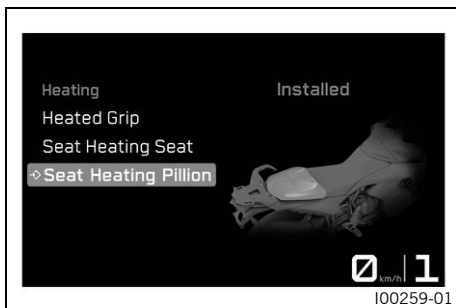 Heating
Installed
Heated Grip
Seat Heating Seat
Seat Heating Pillion
0 km/h 1
I00259-01